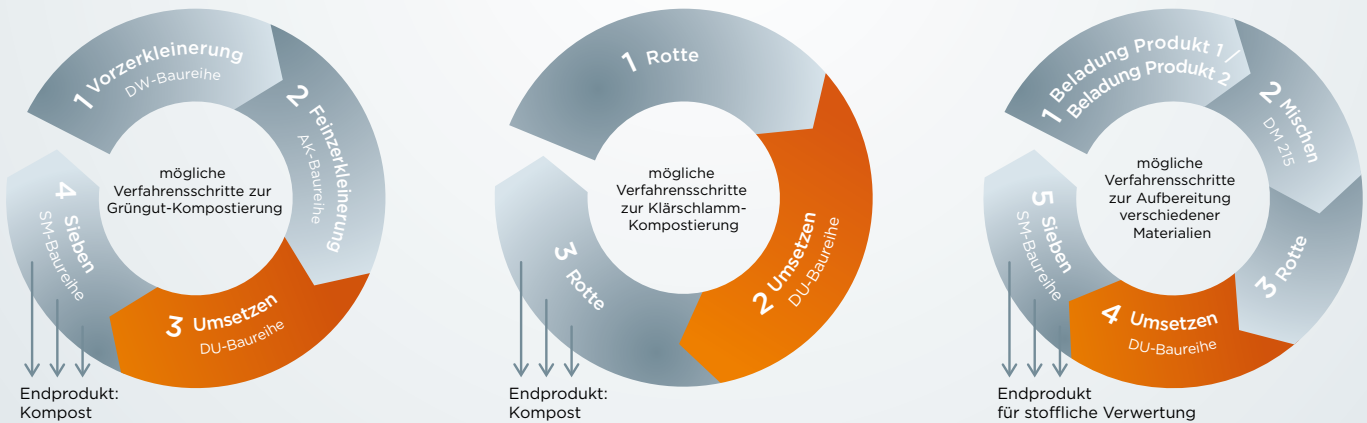 1 Vorzerkleinerung
DW-Baureihe
2 Feinzerkleinerung
AK-Baureihe
3 Umsetzen
DU-Baureihe
4 Sieben
SM-Baureihe
mögliche
Verfahrensschritte zur
Grüngut-Kompostierung
Endprodukt:
Kompost
1 Rotte
2 Umsetzen
DU-Baureihe
3 Rotte
mögliche
Verfahrensschritte
zur Klärschlamm-
Kompostierung
Endprodukt:
Kompost
1 Beladung Produkt 1 /
Beladung Produkt 2
2 Mischen
DM 215
3 Rotte
4 Umsetzen
DU-Baureihe
5 Sieben
SM-Baureihe
mögliche
Verfahrensschritte
zur Aufbereitung
verschiedener
Materialien
Endprodukt
für stoffliche Verwertung